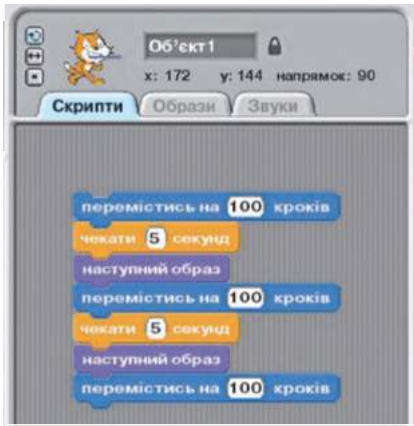 Об'єкт1
x: 172 y: 144 напрямок: 90
Скрипти Образи Звуки
перемістись на 100 кроків
чекати 5 секунд
наступний образ
перемістись на 100 кроків
чекати 5 секунд
наступний образ
перемістись на 100 кроків